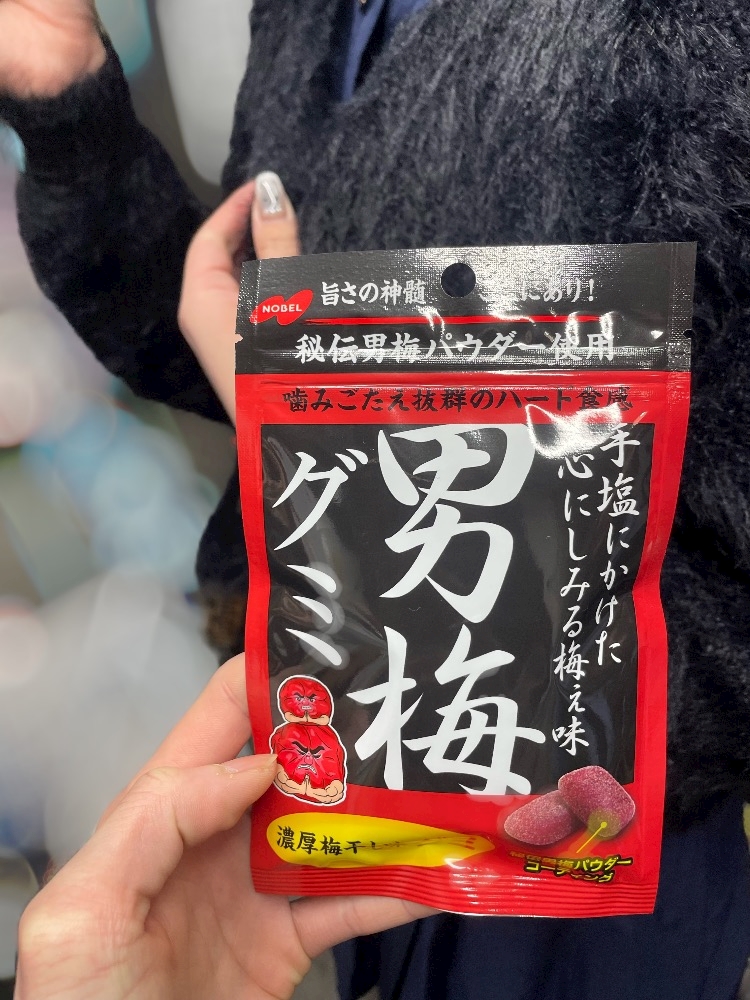 NOBEL
旨さの神髄 ここにあり!
秘伝男梅パウダー使用
噛みごたえ抜群のハード食感
手塩にかけた
心にしみる梅ぇ味
男梅
グミ
濃厚梅干し
パウダー
コーティング